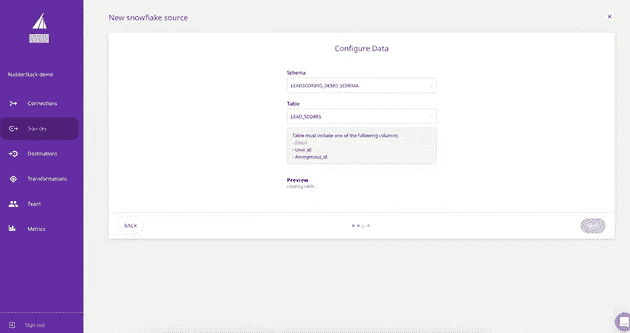 New snowflake source
RudderStack-demo
Connections
Sources
Destinations
Transformations
Team
Metrics
Sign out
Configure Data
Schema
LEADSCORING_DEMO_SCHEMA
Table
LEAD_SCORES
Table must include one of the following columns:
- Email
- User_id
- Anonymous_id
Preview
Loading table...
BACK